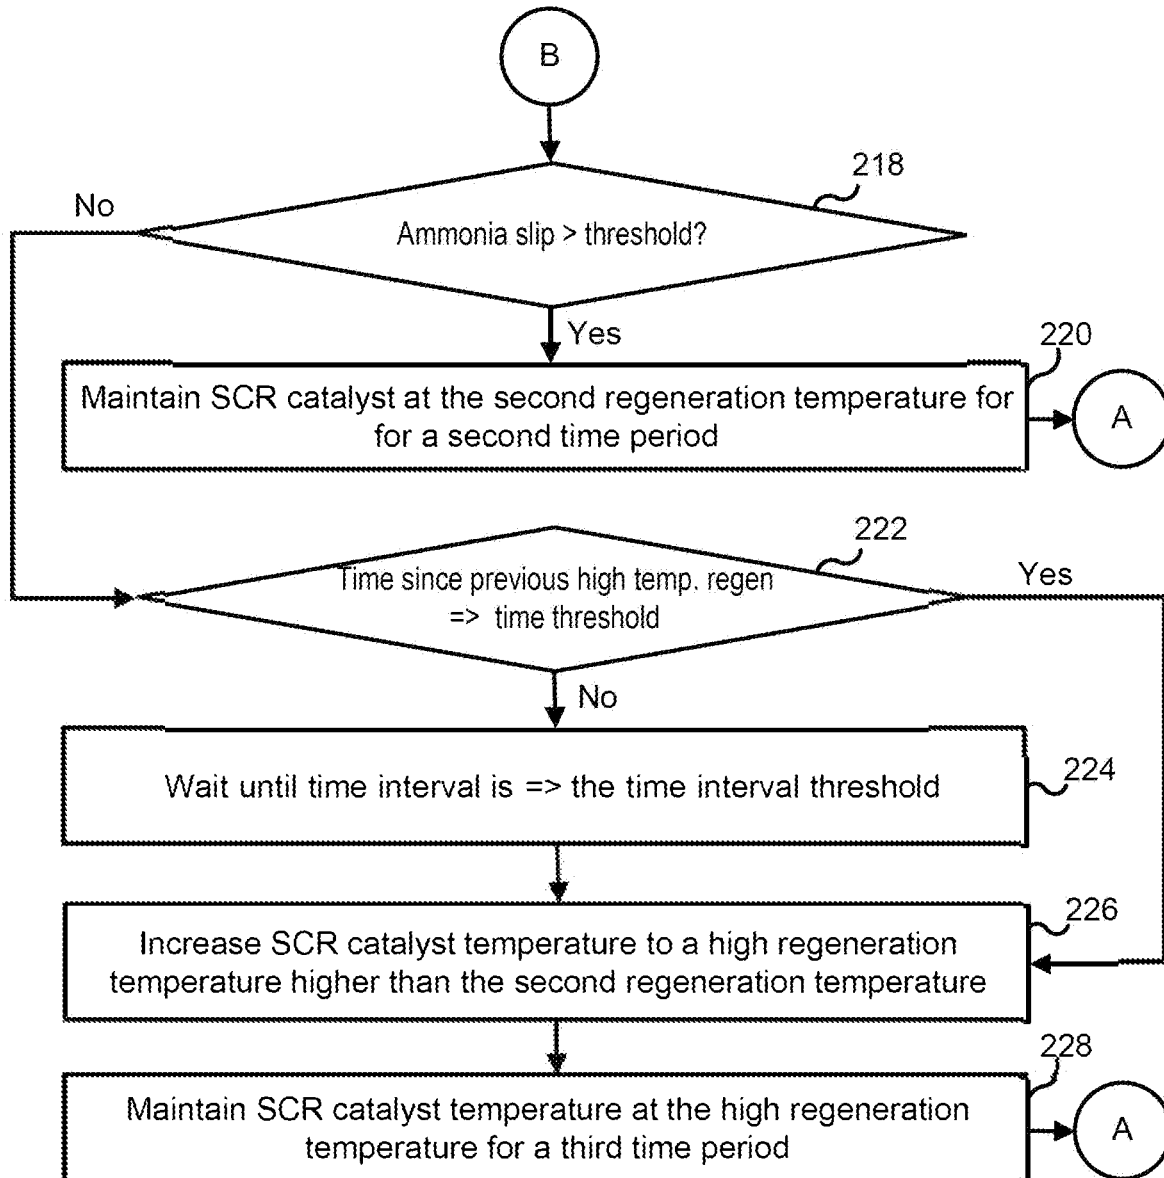 B
218
No
Ammonia slip > threshold?
Yes
220
Maintain SCR catalyst at the second regeneration temperature for
for a second time period
A
222
Time since previous high temp. regen
=> time threshold
Yes
No
Wait until time interval is => the time interval threshold
224
Increase SCR catalyst temperature to a high regeneration
temperature higher than the second regeneration temperature
226
228
Maintain SCR catalyst temperature at the high regeneration
temperature for a third time period
A